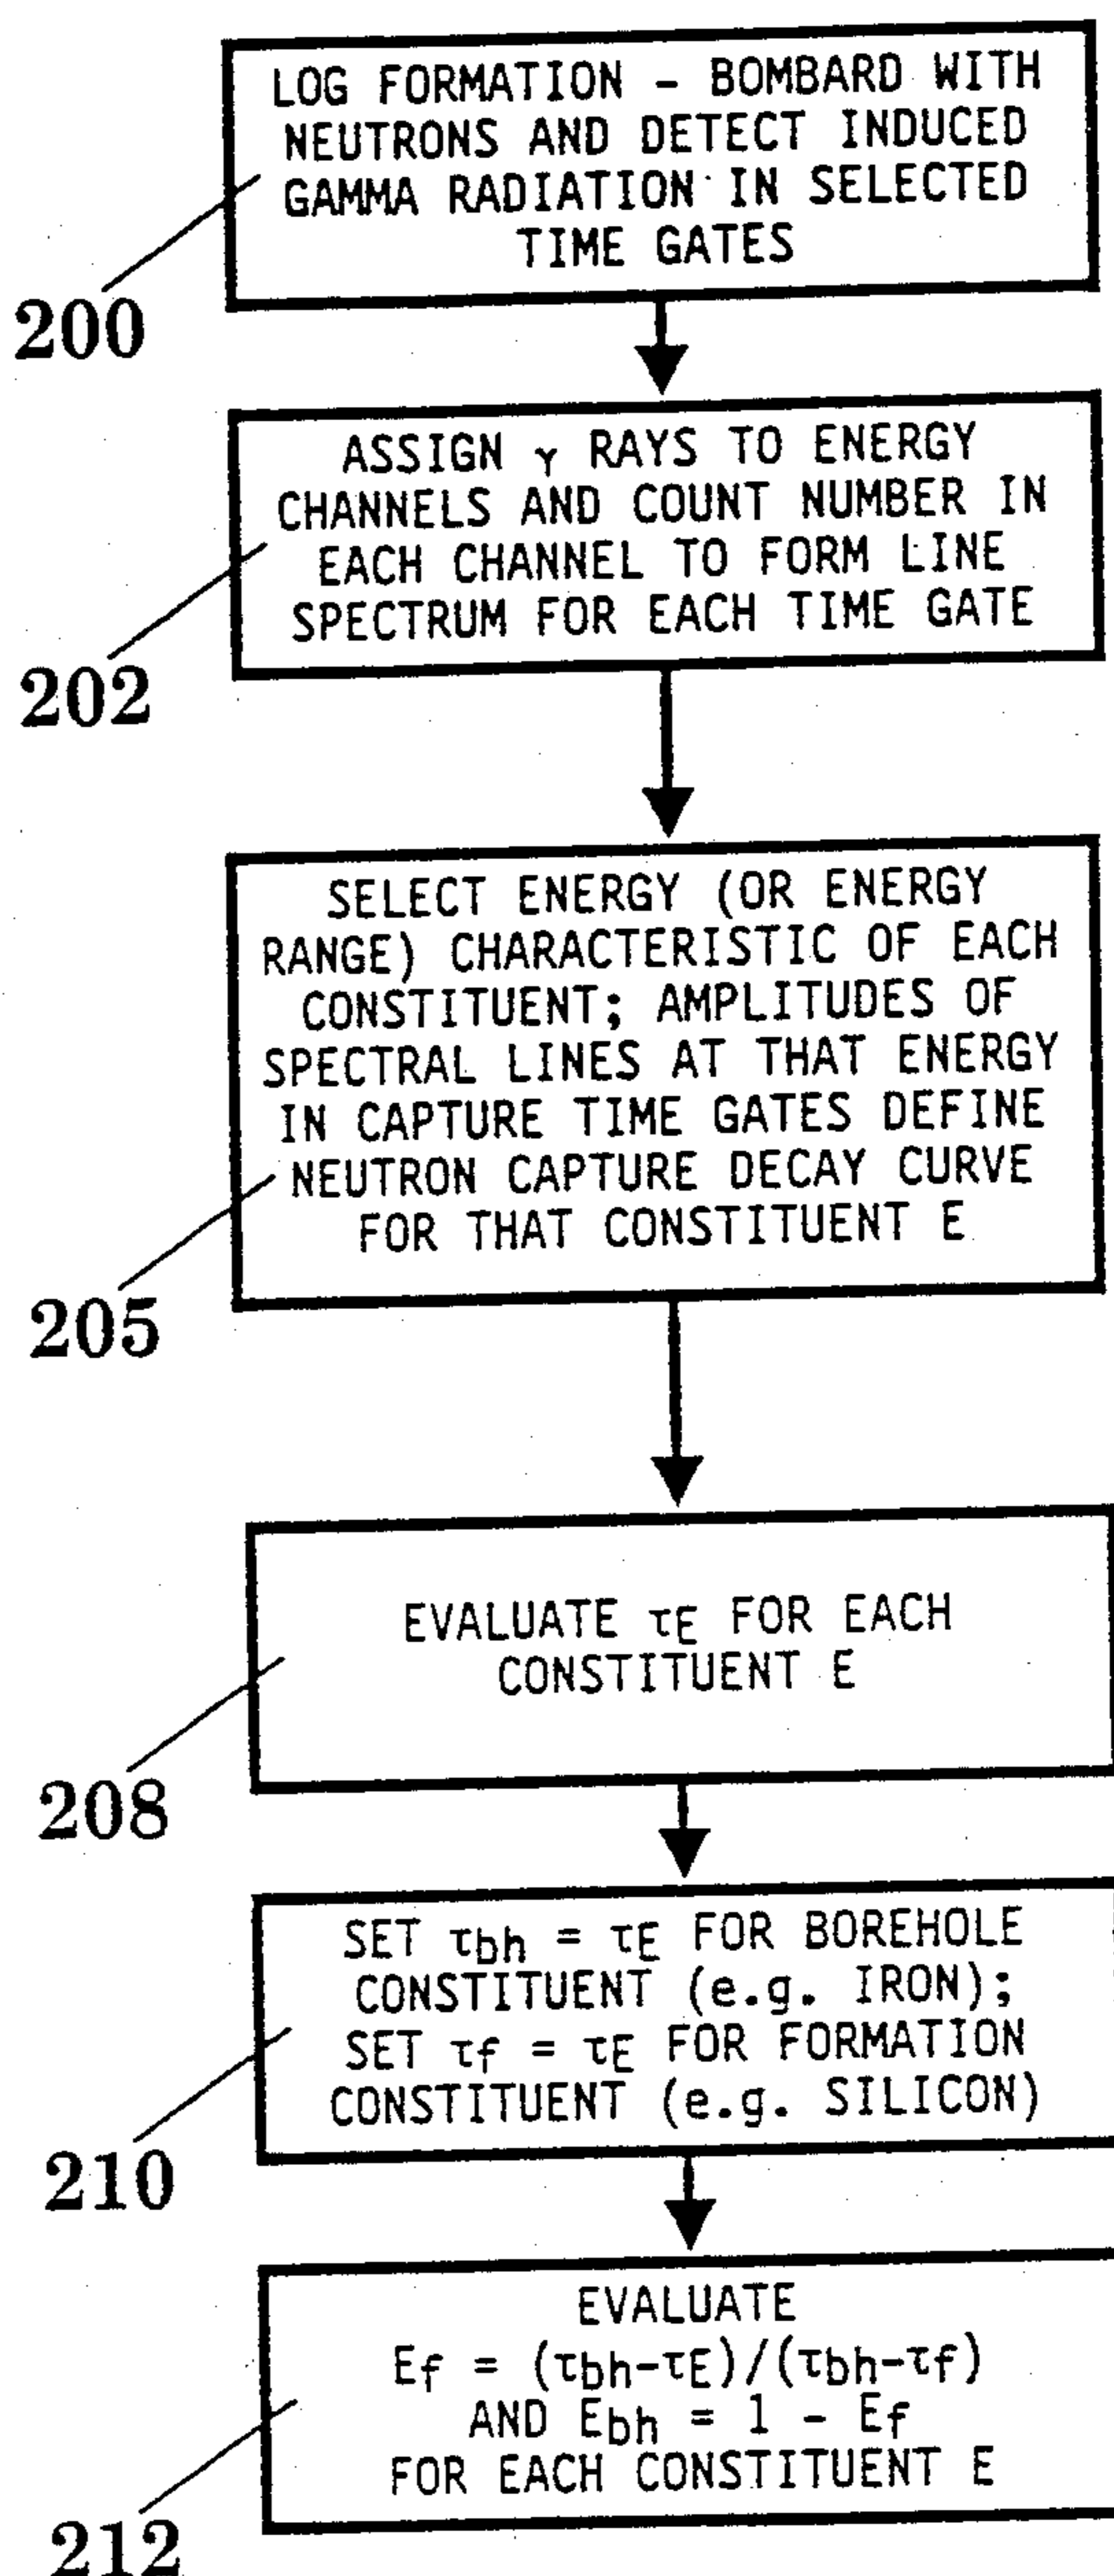 LOG FORMATION - BOMBARD WITH
NEUTRONS AND DETECT INDUCED
GAMMA RADIATION IN SELECTED
TIME GATES
200
ASSIGN γ RAYS TO ENERGY
CHANNELS AND COUNT NUMBER IN
EACH CHANNEL TO FORM LINE
SPECTRUM FOR EACH TIME GATE
202
SELECT ENERGY (OR ENERGY
RANGE) CHARACTERISTIC OF EACH
CONSTITUENT; AMPLITUDES OF
SPECTRAL LINES AT THAT ENERGY
IN CAPTURE TIME GATES DEFINE
NEUTRON CAPTURE DECAY CURVE
FOR THAT CONSTITUENT E
205
EVALUATE τE FOR EACH
CONSTITUENT E
208
SET τbh = τE FOR BOREHOLE
CONSTITUENT (e.g. IRON);
SET τf = τE FOR FORMATION
CONSTITUENT (e.g. SILICON)
210
EVALUATE
Ef = (τbh-τE)/(τbh-τf)
AND Ebh = 1 - Ef
FOR EACH CONSTITUENT E
212